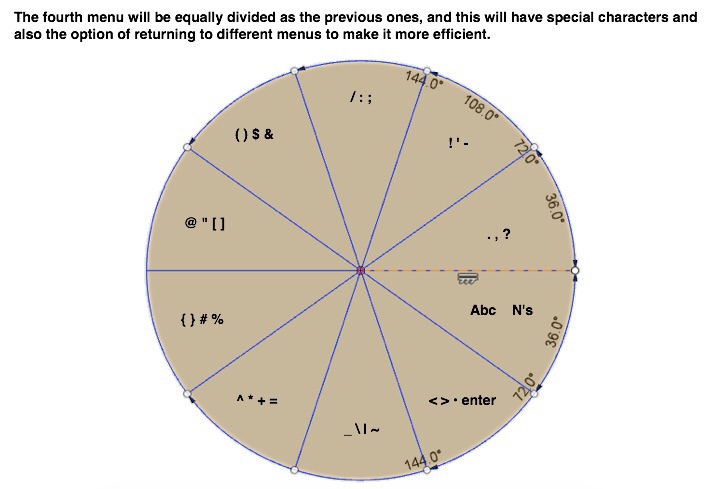 The fourth menu will be equally divided as the previous ones, and this will have special characters and
also the option of returning to different menus to make it more efficient.
144.0°
/ : ;
108.0°
( ) $ &
! ' -
72.0°
36.0°
@ " [ ]
. , ?
Abc N's
{ } # %
36.0°
72.0°
^ * + =
< > · enter
_ \ | ~
144.0°